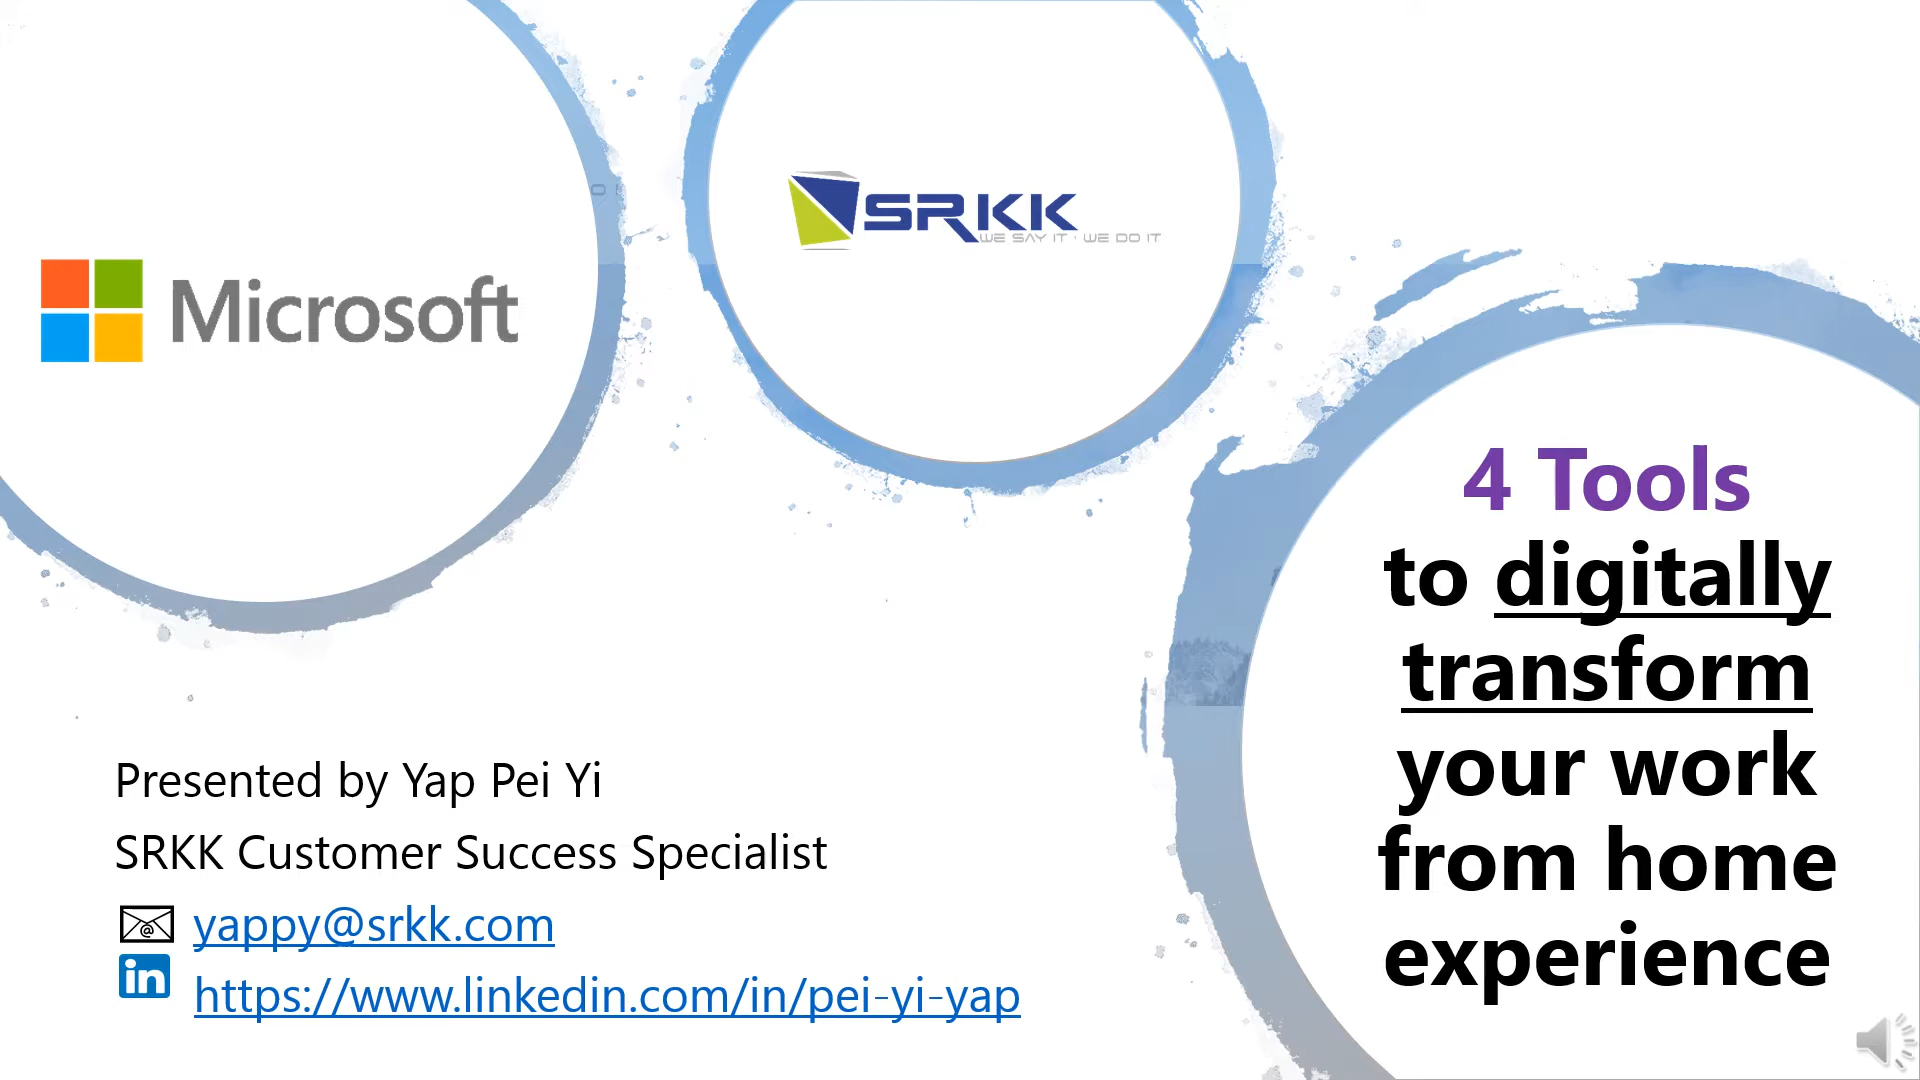 Microsoft
SRKK
WE SAY IT · WE DO IT
4 Tools
to digitally
transform
your work
from home
experience
Presented by Yap Pei Yi
SRKK Customer Success Specialist
yappy@srkk.com
in
https://www.linkedin.com/in/pei-yi-yap